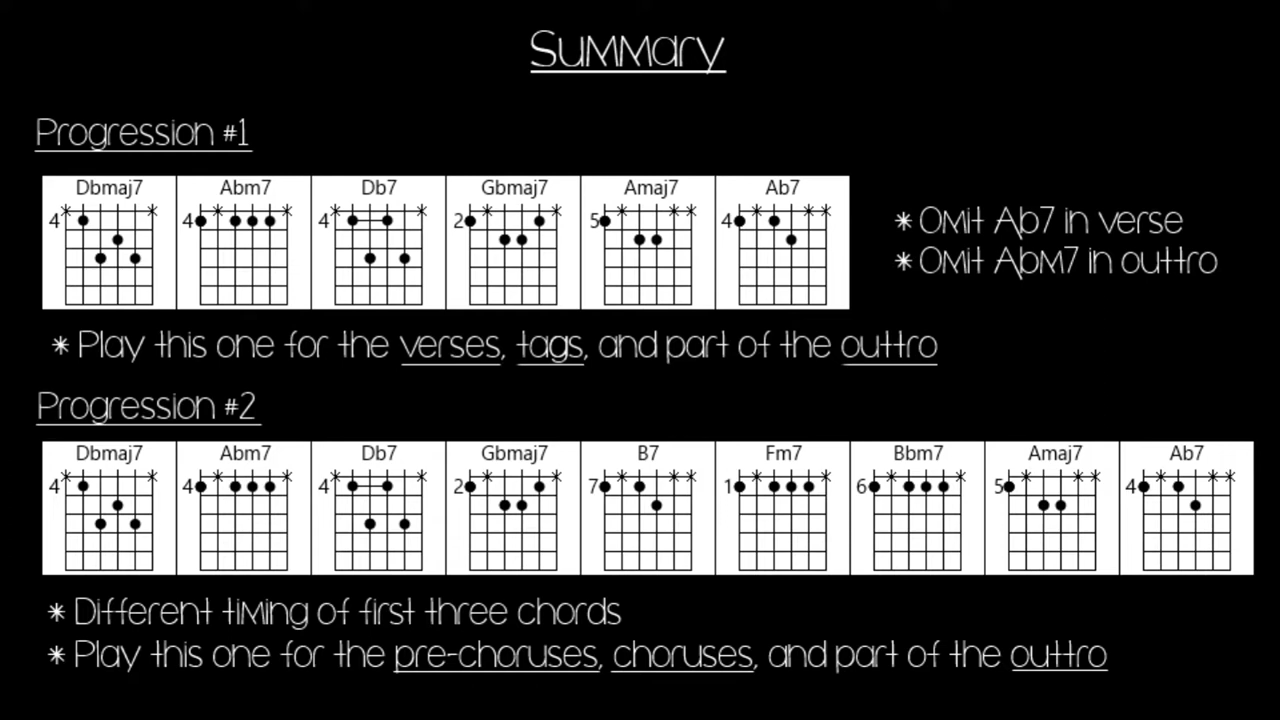 Summary
Progression #1
Dbmaj7 Abm7 Db7 Gbmaj7 Amaj7 Ab7
4 4 4 2 5 4
* Omit Ab7 in verse
* Omit Abm7 in outtro
* Play this one for the verses, tags, and part of the outtro
Progression #2
Dbmaj7 Abm7 Db7 Gbmaj7 B7 Fm7 Bbm7 Amaj7 Ab7
4 4 4 2 7 1 6 5 4
* Different timing of first three chords
* Play this one for the pre-choruses, choruses, and part of the outtro